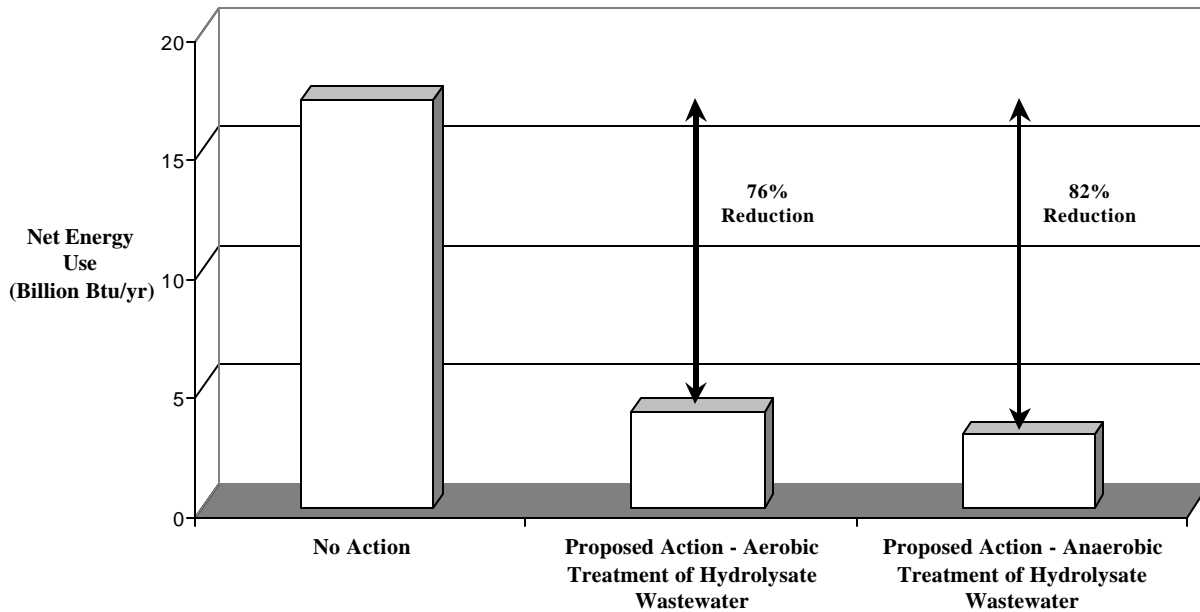 20
15
10
5
0
Net Energy
Use
(Billion Btu/yr)
76%
Reduction
82%
Reduction
No Action
Proposed Action - Aerobic
Treatment of Hydrolysate
Wastewater
Proposed Action - Anaerobic
Treatment of Hydrolysate
Wastewater